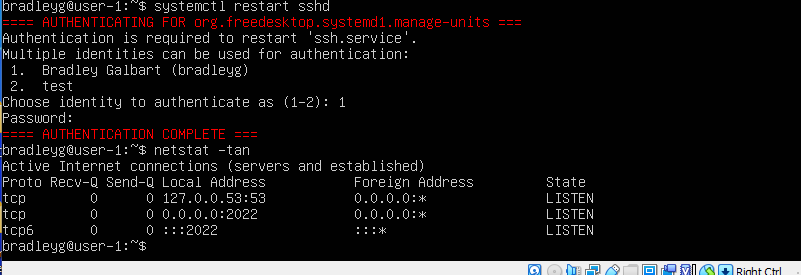 bradleyg@user-1:~$ systemctl restart sshd
==== AUTHENTICATING FOR org.freedesktop.systemd1.manage-units ===
Authentication is required to restart 'ssh.service'.
Multiple identities can be used for authentication:
 1.  Bradley Galbart (bradleyg)
 2.  test
Choose identity to authenticate as (1-2): 1
Password:
==== AUTHENTICATION COMPLETE ===
bradleyg@user-1:~$ netstat -tan
Active Internet connections (servers and established)
Proto Recv-Q Send-Q Local Address           Foreign Address         State
tcp        0      0 127.0.0.53:53           0.0.0.0:*               LISTEN
tcp        0      0 0.0.0.0:2022            0.0.0.0:*               LISTEN
tcp6       0      0 :::2022                 :::*                    LISTEN
bradleyg@user-1:~$
Right Ctrl